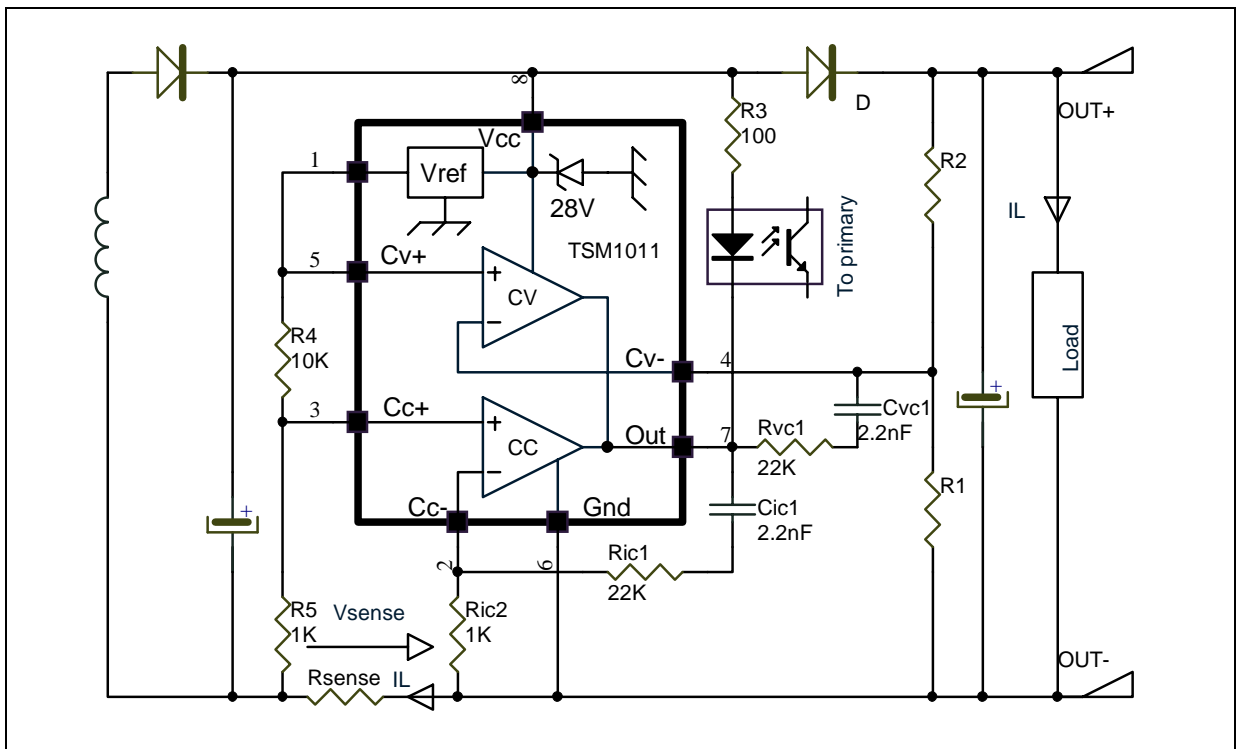 8
D
OUT+
R3
100
Vcc
1
Vref
28V
R2
IL
TSM1011
To primary
5
Cv+
+
CV
−
R4
10K
Cv-
4
Load
+
3
Cc+
+
CC
−
Out
7
Rvc1
22K
Cvc1
2.2nF
R1
+
Cc-
Gnd
Cic1
2.2nF
2
6
Ric1
22K
R5
1K
Vsense
Ric2
1K
Rsense
IL
OUT-